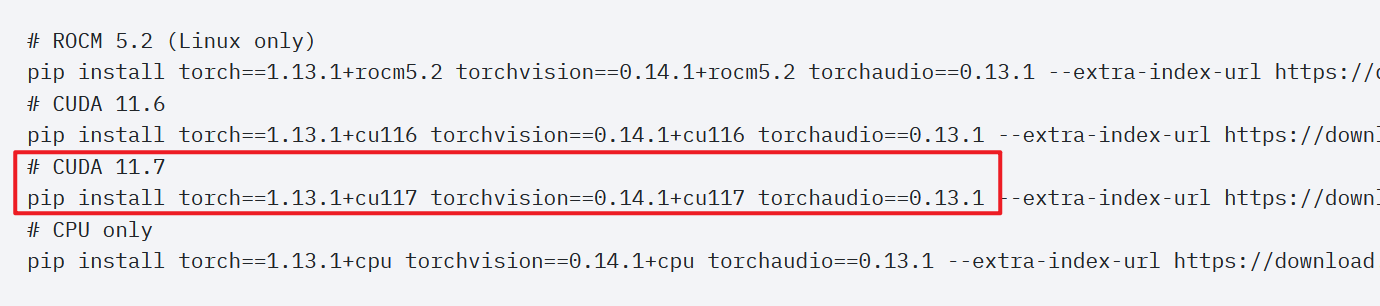 # ROCM 5.2 (Linux only)
pip install torch==1.13.1+rocm5.2 torchvision==0.14.1+rocm5.2 torchaudio==0.13.1 --extra-index-url https://d
# CUDA 11.6
pip install torch==1.13.1+cu116 torchvision==0.14.1+cu116 torchaudio==0.13.1 --extra-index-url https://downl
# CUDA 11.7
pip install torch==1.13.1+cu117 torchvision==0.14.1+cu117 torchaudio==0.13.1 --extra-index-url https://downl
# CPU only
pip install torch==1.13.1+cpu torchvision==0.14.1+cpu torchaudio==0.13.1 --extra-index-url https://download